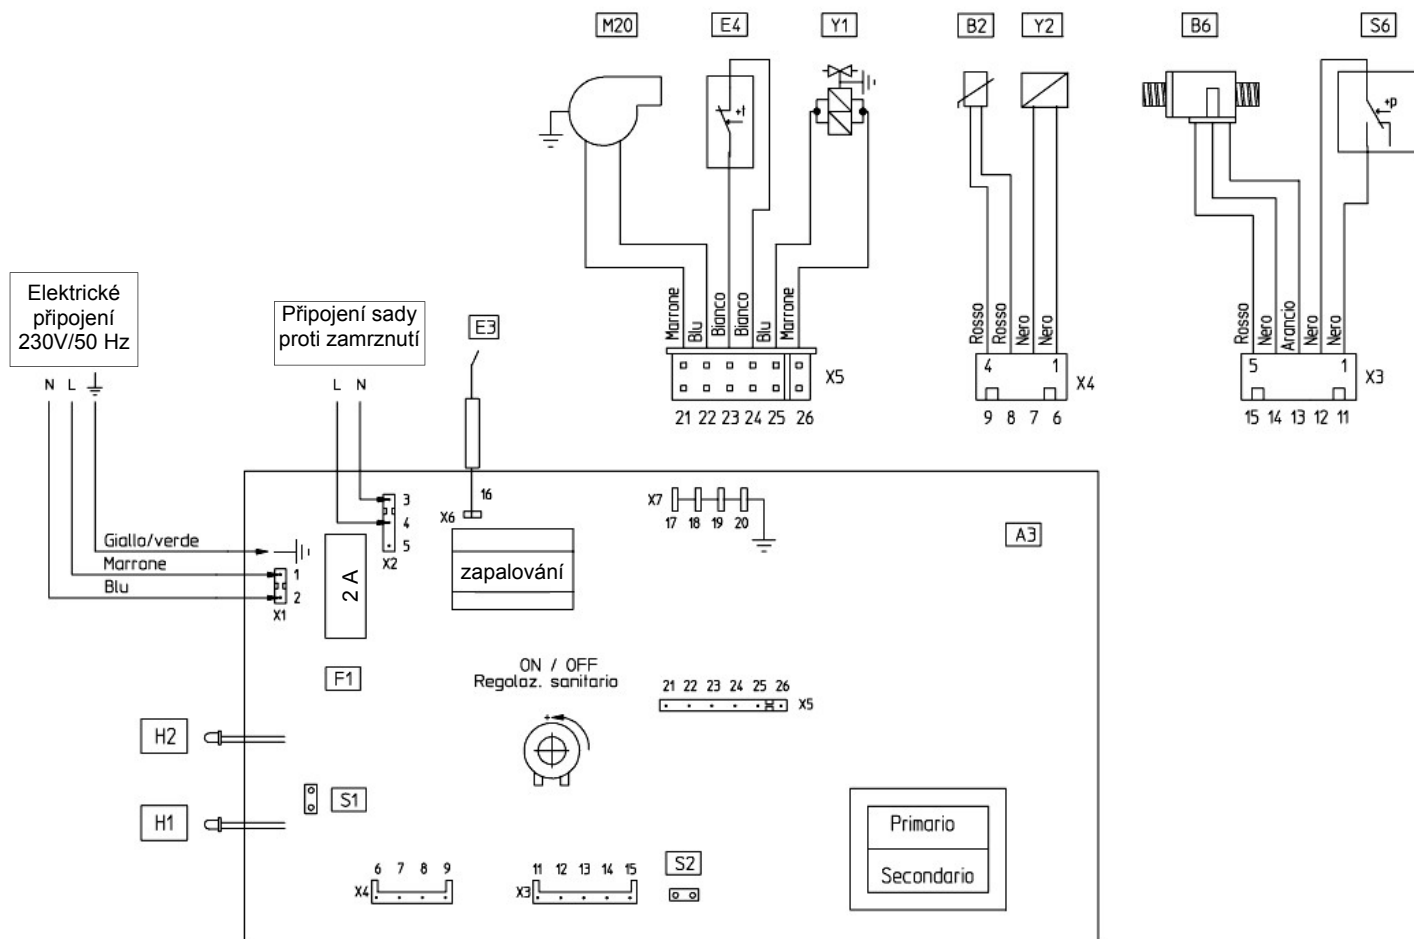 M20 E4 Y1 B2 Y2 B6 S6
+t
+p
Elektrické
připojení
230V/50 Hz
Připojení sady
proti zamrznutí
E3
Marrone
Blu
Bianco
Bianco
Blu
Marrone
Rosso
Rosso
Nero
Nero
Rosso
Nero
Arancio
Nero
Nero
X5
4 1
X4
5 1
X3
21 22 23 24 25 26
9 8 7 6
15 14 13 12 11
N L
L N
16
X6
3
4
5
X2
X7
17 18 19 20
A3
Giallo/verde
Marrone
Blu
1
2
X1
2 A
zapalování
F1
ON / OFF
Regolaz. sanitario
+
21 22 23 24 25 26
X5
H2
S1
H1
Primario
Secondario
S2
6 7 8 9
X4
11 12 13 14 15
X3